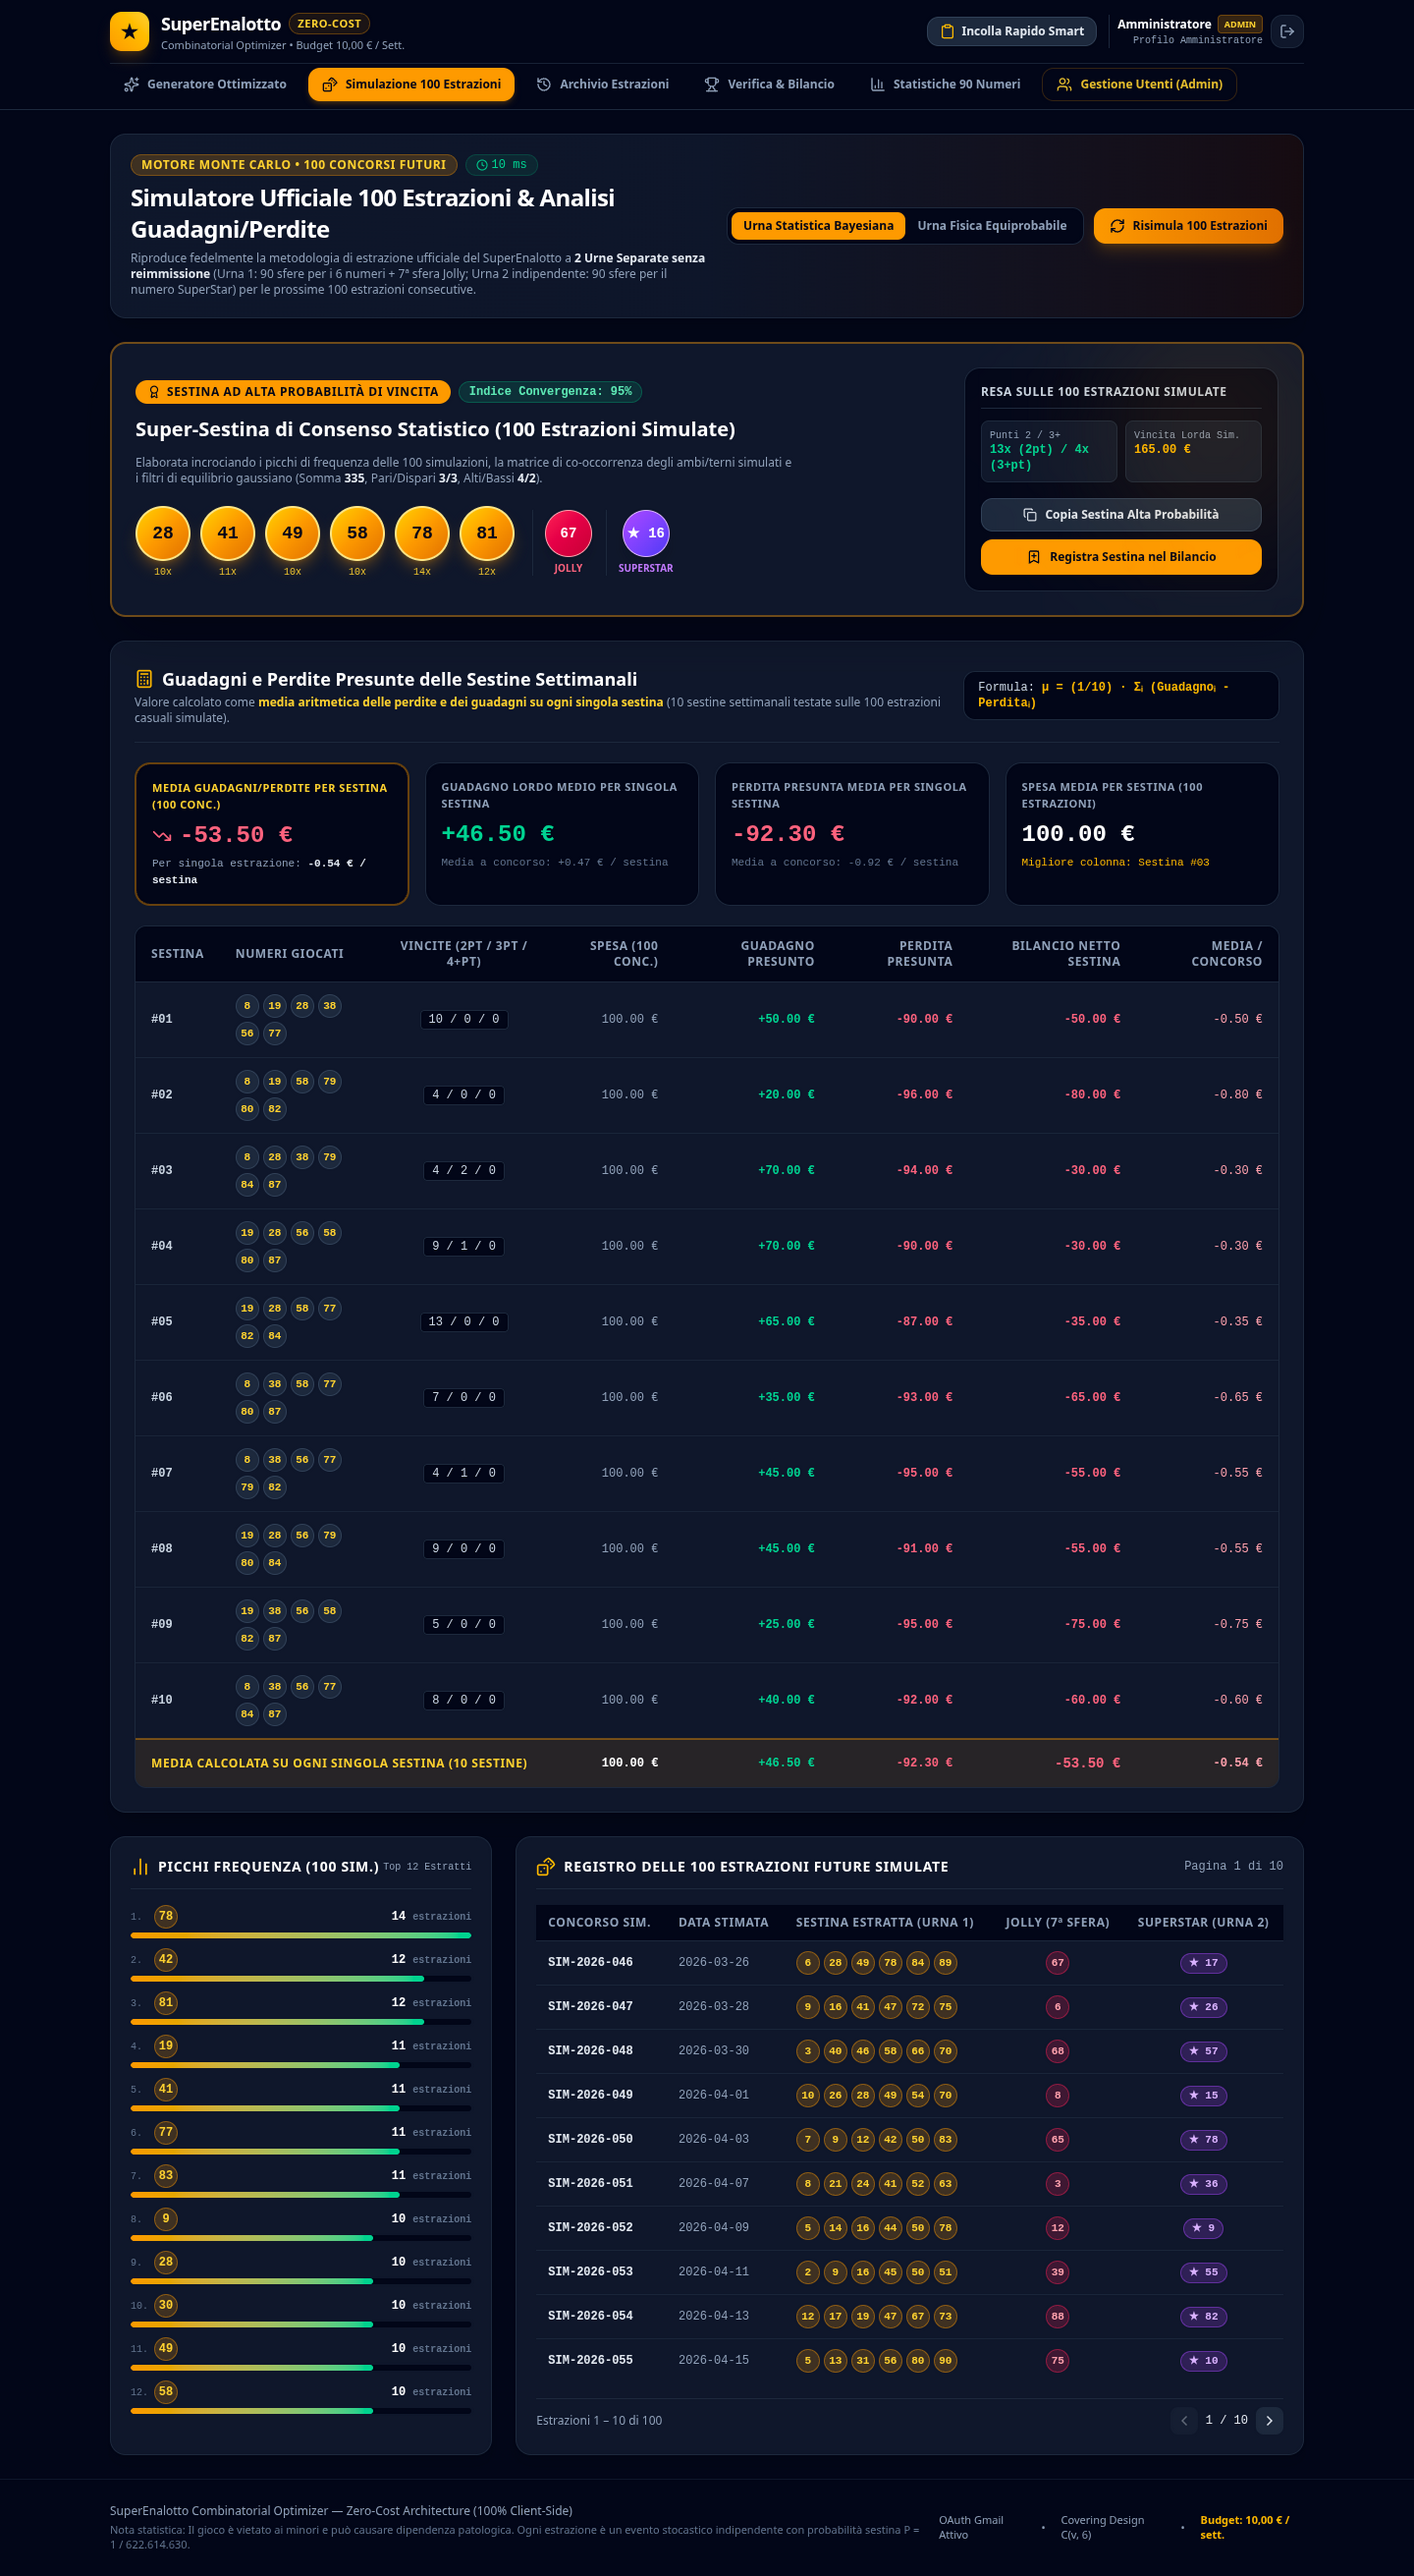 SuperEnalotto ZERO-COST
Combinatorial Optimizer • Budget 10,00 € / Sett.
Incolla Rapido Smart
Amministratore ADMIN
Profilo Amministratore
Generatore Ottimizzato
Simulazione 100 Estrazioni
Archivio Estrazioni
Verifica & Bilancio
Statistiche 90 Numeri
Gestione Utenti (Admin)
MOTORE MONTE CARLO • 100 CONCORSI FUTURI
10 ms
Simulatore Ufficiale 100 Estrazioni & Analisi
Guadagni/Perdite
Riproduce fedelmente la metodologia di estrazione ufficiale del SuperEnalotto a 2 Urne Separate senza
reimmissione (Urna 1: 90 sfere per i 6 numeri + 7ª sfera Jolly; Urna 2 indipendente: 90 sfere per il
numero SuperStar) per le prossime 100 estrazioni consecutive.
Urna Statistica Bayesiana
Urna Fisica Equiprobabile
Risimula 100 Estrazioni
SESTINA AD ALTA PROBABILITÀ DI VINCITA
Indice Convergenza: 95%
Super-Sestina di Consenso Statistico (100 Estrazioni Simulate)
Elaborata incrociando i picchi di frequenza delle 100 simulazioni, la matrice di co-occorrenza degli ambi/terni simulati e
i filtri di equilibrio gaussiano (Somma 335, Pari/Dispari 3/3, Alti/Bassi 4/2).
28 41 49 58 78 81 67 ★ 16
10x 11x 10x 10x 14x 12x JOLLY SUPERSTAR
RESA SULLE 100 ESTRAZIONI SIMULATE
Punti 2 / 3+
13x (2pt) / 4x
(3+pt)
Vincita Lorda Sim.
165.00 €
Copia Sestina Alta Probabilità
Registra Sestina nel Bilancio
Guadagni e Perdite Presunte delle Sestine Settimanali
Valore calcolato come media aritmetica delle perdite e dei guadagni su ogni singola sestina (10 sestine settimanali testate sulle 100 estrazioni
casuali simulate).
Formula: μ = (1/10) · Σᵢ (Guadagnoᵢ -
Perditaᵢ)
MEDIA GUADAGNI/PERDITE PER SESTINA
(100 CONC.)
-53.50 €
Per singola estrazione: -0.54 € /
sestina
GUADAGNO LORDO MEDIO PER SINGOLA
SESTINA
+46.50 €
Media a concorso: +0.47 € / sestina
PERDITA PRESUNTA MEDIA PER SINGOLA
SESTINA
-92.30 €
Media a concorso: -0.92 € / sestina
SPESA MEDIA PER SESTINA (100
ESTRAZIONI)
100.00 €
Migliore colonna: Sestina #03
SESTINA NUMERI GIOCATI VINCITE (2PT / 3PT / 4+PT) SPESA (100 CONC.) GUADAGNO PRESUNTO PERDITA PRESUNTA BILANCIO NETTO SESTINA MEDIA / CONCORSO
#01 8 19 28 38 56 77 10 / 0 / 0 100.00 € +50.00 € -90.00 € -50.00 € -0.50 €
#02 8 19 58 79 80 82 4 / 0 / 0 100.00 € +20.00 € -96.00 € -80.00 € -0.80 €
#03 8 28 38 79 84 87 4 / 2 / 0 100.00 € +70.00 € -94.00 € -30.00 € -0.30 €
#04 19 28 56 58 80 87 9 / 1 / 0 100.00 € +70.00 € -90.00 € -30.00 € -0.30 €
#05 19 28 58 77 82 84 13 / 0 / 0 100.00 € +65.00 € -87.00 € -35.00 € -0.35 €
#06 8 38 58 77 80 87 7 / 0 / 0 100.00 € +35.00 € -93.00 € -65.00 € -0.65 €
#07 8 38 56 77 79 82 4 / 1 / 0 100.00 € +45.00 € -95.00 € -55.00 € -0.55 €
#08 19 28 56 79 80 84 9 / 0 / 0 100.00 € +45.00 € -91.00 € -55.00 € -0.55 €
#09 19 38 56 58 82 87 5 / 0 / 0 100.00 € +25.00 € -95.00 € -75.00 € -0.75 €
#10 8 38 56 77 84 87 8 / 0 / 0 100.00 € +40.00 € -92.00 € -60.00 € -0.60 €
MEDIA CALCOLATA SU OGNI SINGOLA SESTINA (10 SESTINE) 100.00 € +46.50 € -92.30 € -53.50 € -0.54 €
PICCHI FREQUENZA (100 SIM.) Top 12 Estratti
1. 78 14 estrazioni
2. 42 12 estrazioni
3. 81 12 estrazioni
4. 19 11 estrazioni
5. 41 11 estrazioni
6. 77 11 estrazioni
7. 83 11 estrazioni
8. 9 10 estrazioni
9. 28 10 estrazioni
10. 30 10 estrazioni
11. 49 10 estrazioni
12. 58 10 estrazioni
REGISTRO DELLE 100 ESTRAZIONI FUTURE SIMULATE Pagina 1 di 10
CONCORSO SIM. DATA STIMATA SESTINA ESTRATTA (URNA 1) JOLLY (7ª SFERA) SUPERSTAR (URNA 2)
SIM-2026-046 2026-03-26 6 28 49 78 84 89 67 ★ 17
SIM-2026-047 2026-03-28 9 16 41 47 72 75 6 ★ 26
SIM-2026-048 2026-03-30 3 40 46 58 66 70 68 ★ 57
SIM-2026-049 2026-04-01 10 26 28 49 54 70 8 ★ 15
SIM-2026-050 2026-04-03 7 9 12 42 50 83 65 ★ 78
SIM-2026-051 2026-04-07 8 21 24 41 52 63 3 ★ 36
SIM-2026-052 2026-04-09 5 14 16 44 50 78 12 ★ 9
SIM-2026-053 2026-04-11 2 9 16 45 50 51 39 ★ 55
SIM-2026-054 2026-04-13 12 17 19 47 67 73 88 ★ 82
SIM-2026-055 2026-04-15 5 13 31 56 80 90 75 ★ 10
Estrazioni 1 – 10 di 100 1 / 10
SuperEnalotto Combinatorial Optimizer — Zero-Cost Architecture (100% Client-Side)
Nota statistica: Il gioco è vietato ai minori e può causare dipendenza patologica. Ogni estrazione è un evento stocastico indipendente con probabilità sestina P =
1 / 622.614.630.
OAuth Gmail
Attivo
•
Covering Design
C(v, 6)
•
Budget: 10,00 € /
sett.